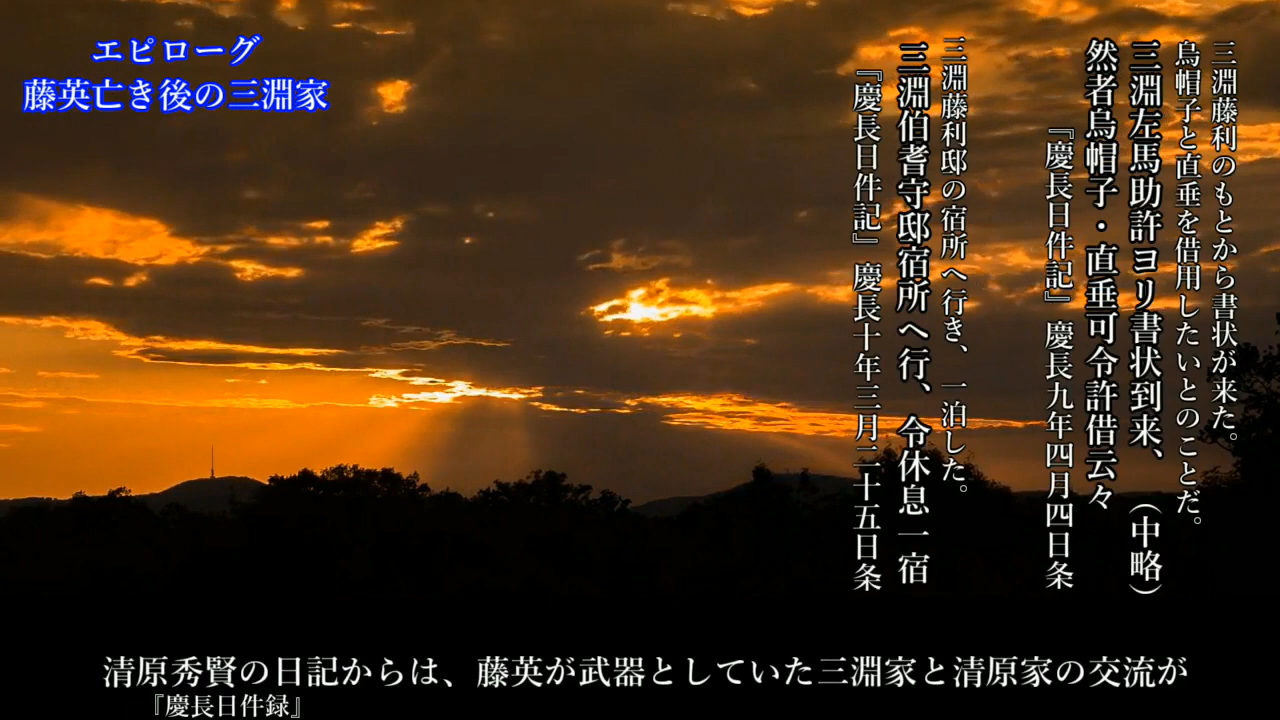 エピローグ
藤英亡き後の三淵家
三淵藤利のもとから書状が来た。
烏帽子と直垂を借用したいとのことだ。
三淵左馬助許ヨリ書状到来、（中略）
然者烏帽子・直垂可令許借云々
『慶長日件記』 慶長九年四月四日条
三淵藤利邸の宿所へ行き、一泊した。
三淵伯耆守邸宿所へ行、令休息一宿
『慶長日件記』 慶長十年三月二十五日条
清原秀賢の日記からは、藤英が武器としていた三淵家と清原家の交流が
『慶長日件録』